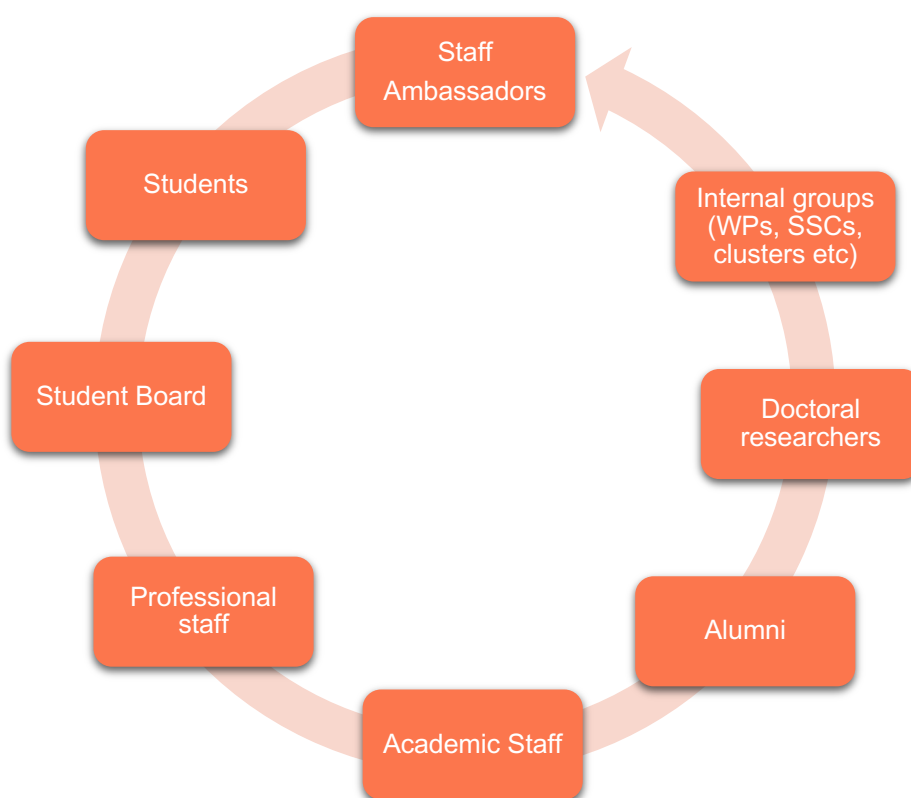 Staff
Ambassadors
Students
Internal groups
(WPs, SSCs,
clusters etc)
Student Board
Doctoral
researchers
Professional
staff
Alumni
Academic Staff